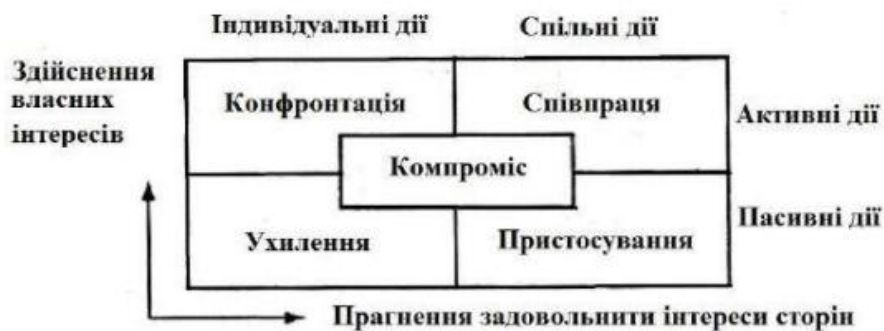 Індивідуальні дії
Спільні дії
Здійснення
власних
інтересів
Конфронтація
Співпраця
Активні дії
Компроміс
Ухилення
Пристосування
Пасивні дії
Прагнення задовольнити інтереси сторін